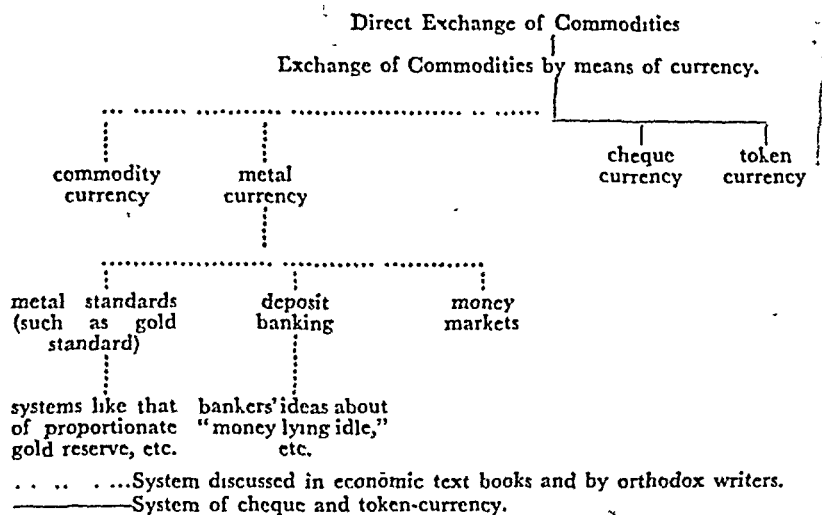 Direct Exchange of Commodities
Exchange of Commodities by means of currency.
commodity currency
metal currency
cheque currency
token currency
metal standards (such as gold standard)
deposit banking
money markets
systems like that of proportionate gold reserve, etc.
bankers' ideas about "money lying idle," etc.
. . .. . ...System discussed in economic text books and by orthodox writers.
————System of cheque and token-currency.